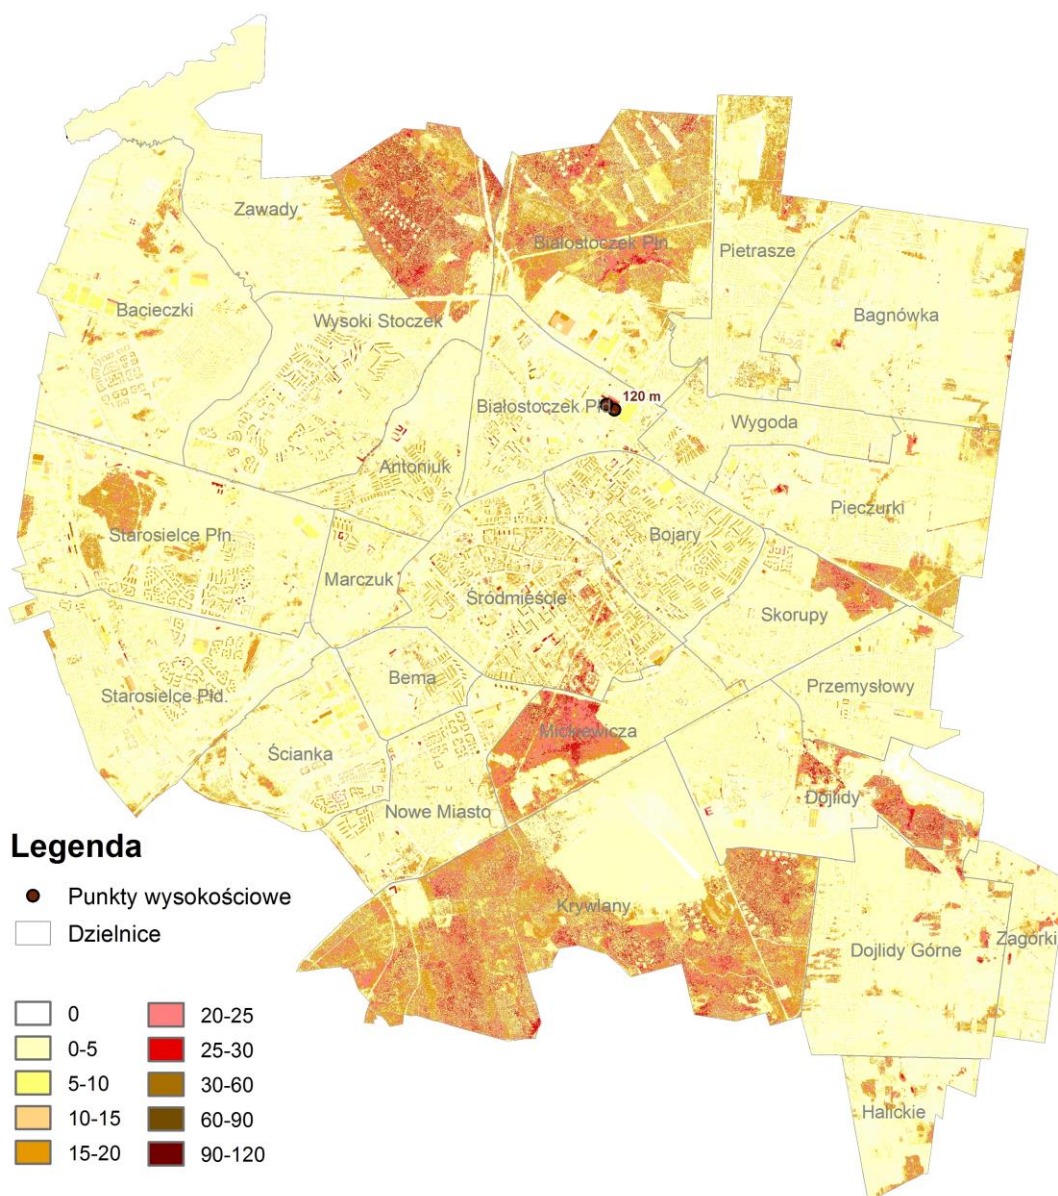 Zawady
Białostoczek Płn.
Pietrasze
Bacieczki
Wysoki Stoczek
Bagnówka
120 m
Białostoczek Płd.
Wygoda
Antoniuk
Pieczurki
Starosielce Płn.
Bojary
Marczuk
Śródmieście
Skorupy
Bema
Przemysłowy
Starosielce Płd.
Mickiewicza
Ścianka
Dojlidy
Nowe Miasto
Legenda
Punkty wysokościowe
Dzielnice
Krywlany
Dojlidy Górne
Zagórki
Halickie
0
0-5
5-10
10-15
15-20
20-25
25-30
30-60
60-90
90-120